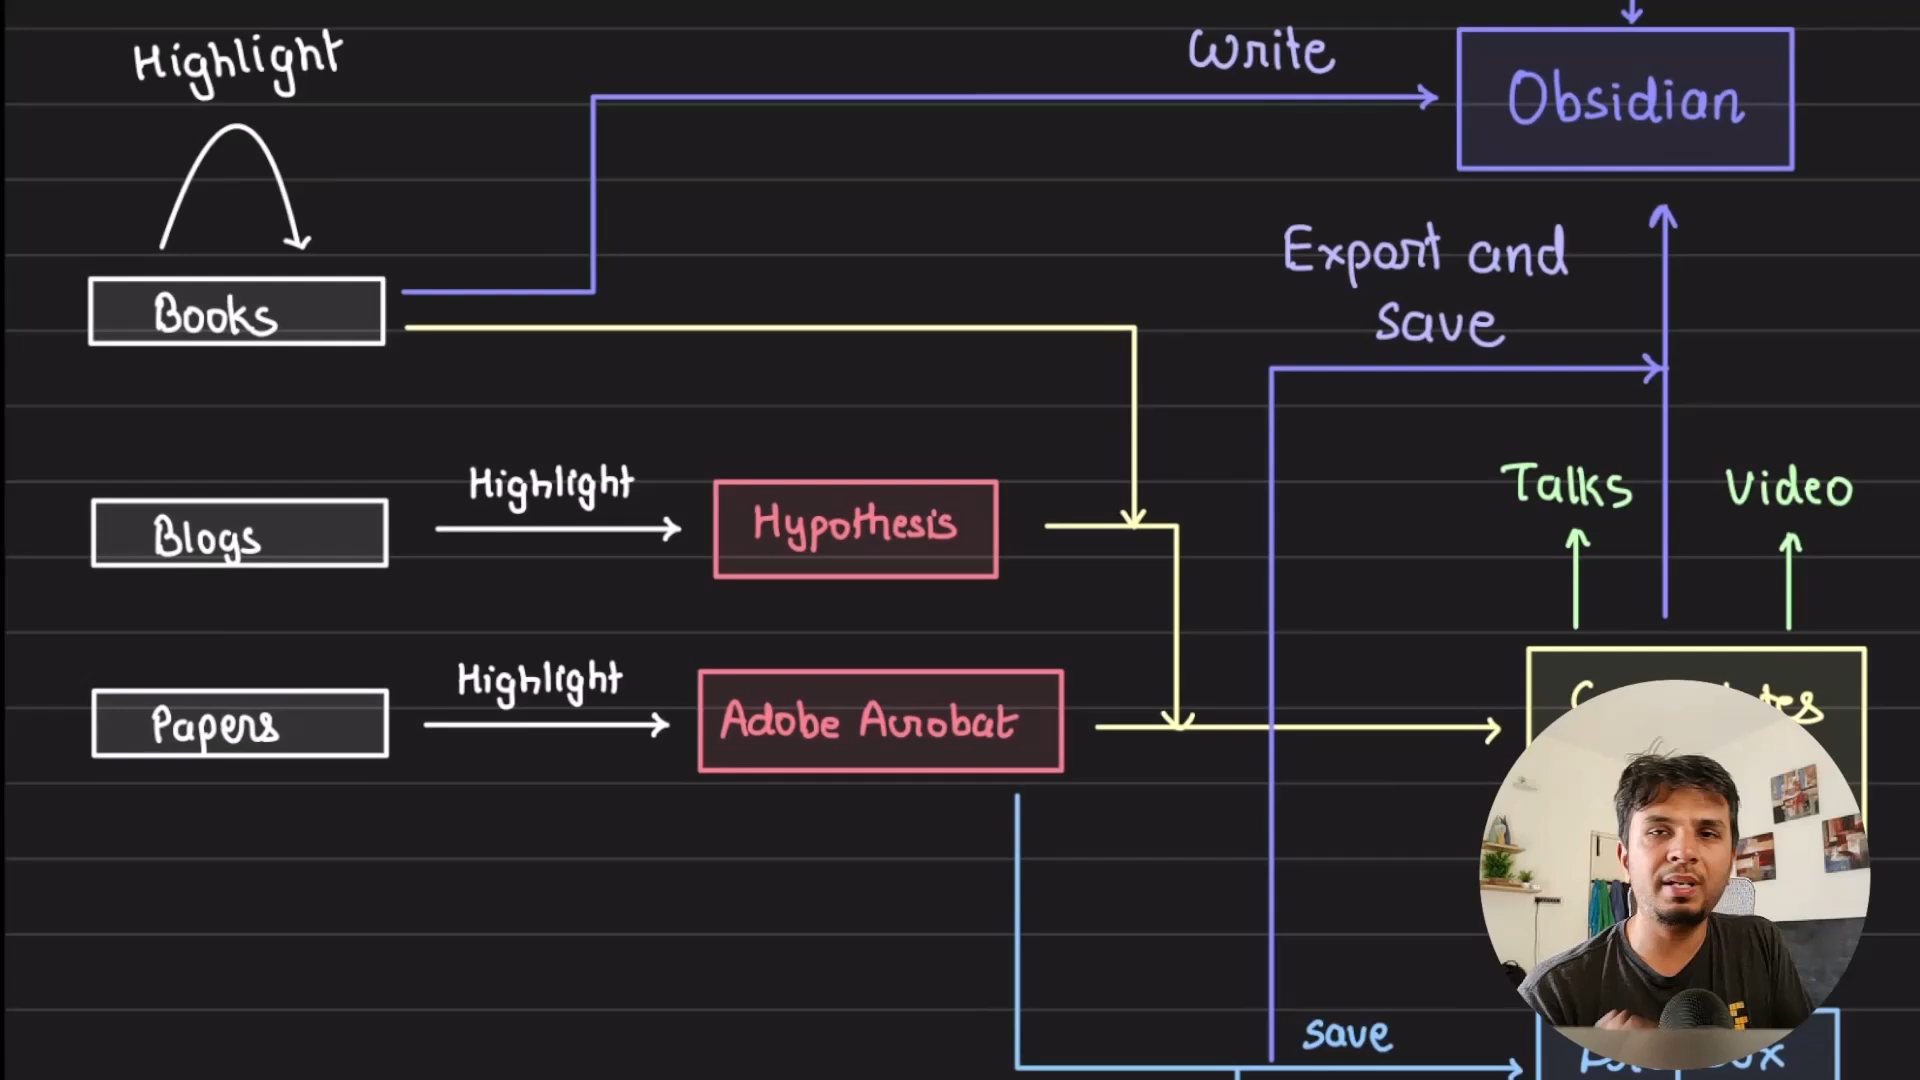 Highlight
Write
Obsidian
Books
Export and
save
Blogs
Highlight
Hypothesis
Talks
Video
Papers
Highlight
Adobe Acrobat
save